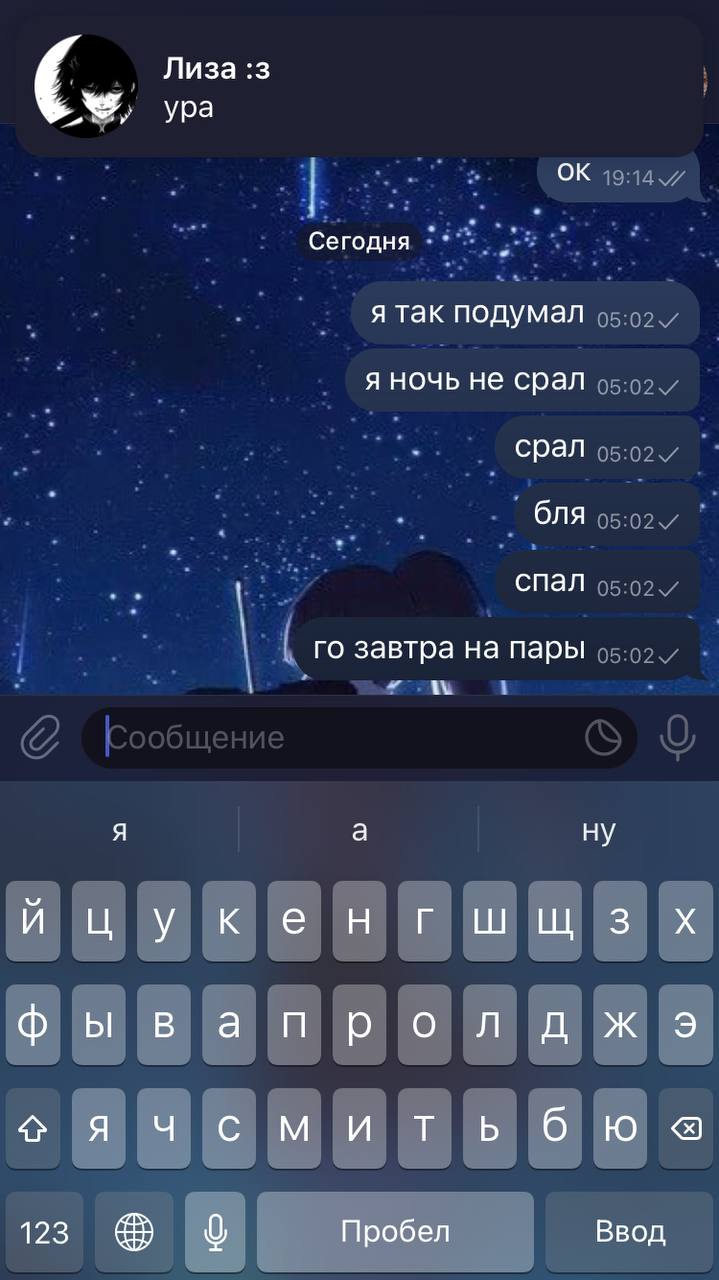 Лиза :з
ура
ок 19:14
Сегодня
я так подумал 05:02
я ночь не срал 05:02
срал 05:02
бля 05:02
спал 05:02
го завтра на пары 05:02
Сообщение
я а ну
й ц у к е н г ш щ з х
ф ы в а п р о л д ж э
я ч с м и т ь б ю
123 Пробел Ввод